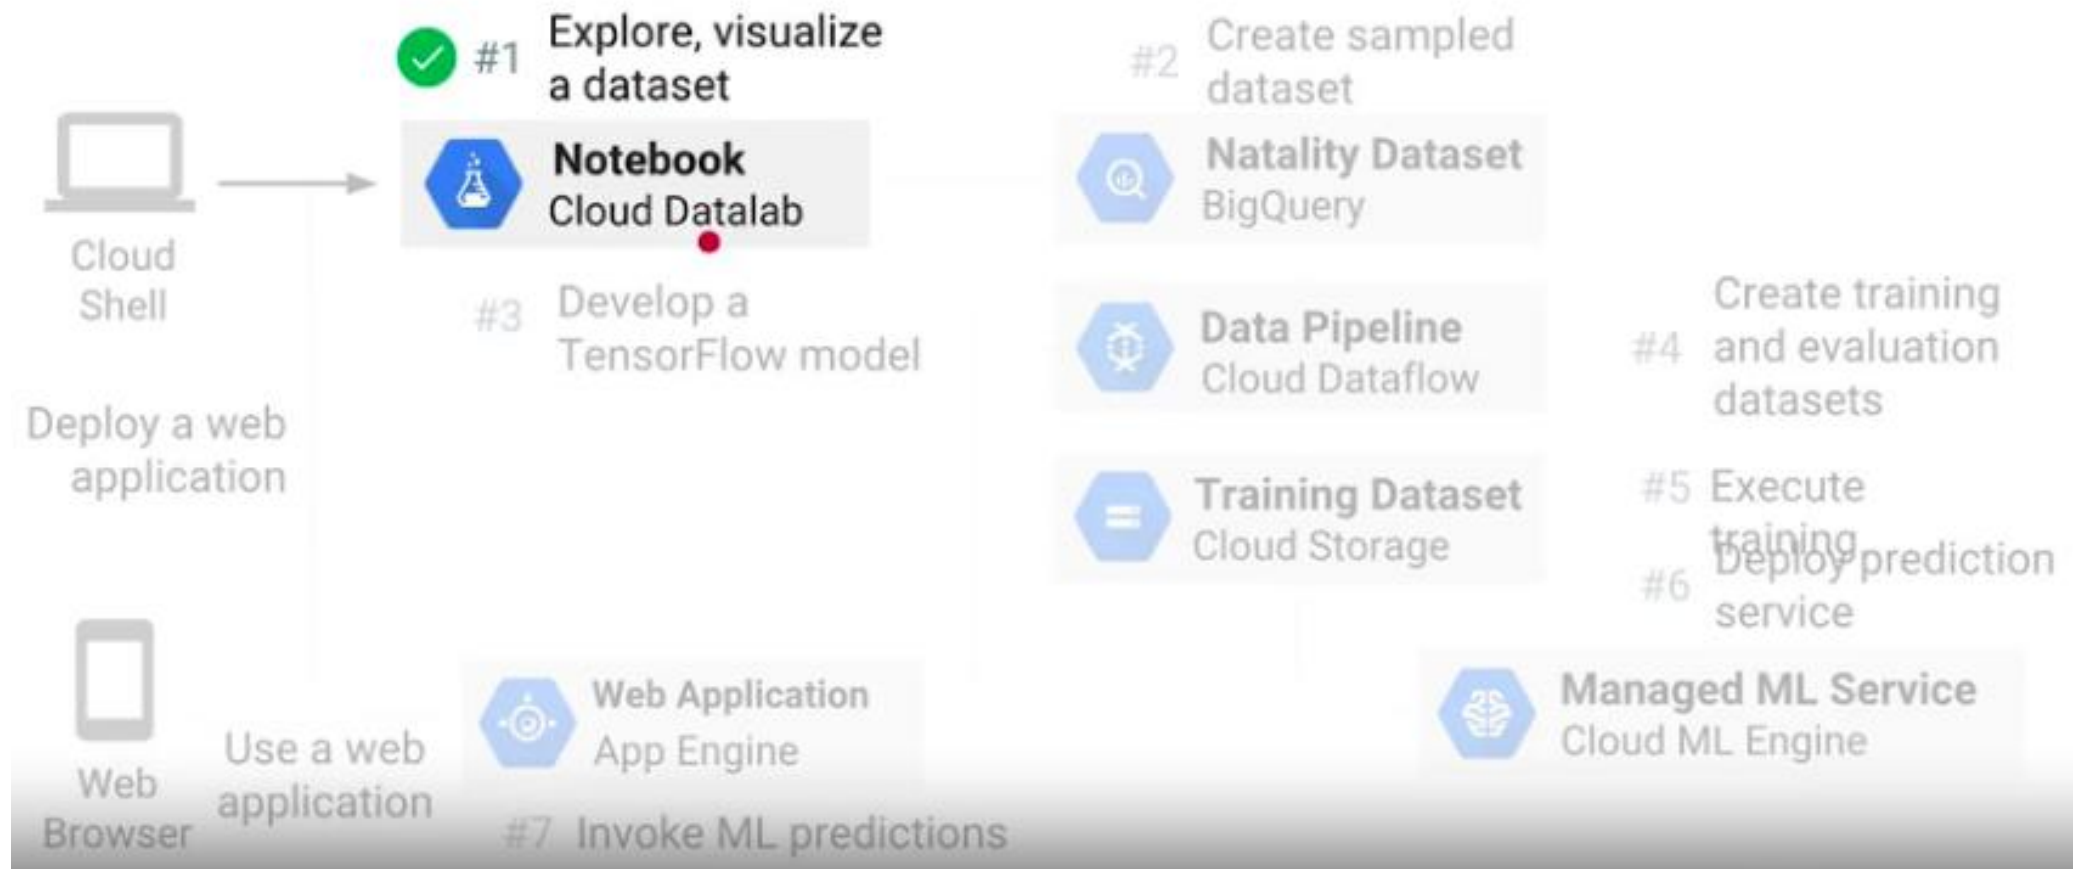 #1 Explore, visualize
a dataset
#2 Create sampled
dataset
Cloud
Shell
Notebook
Cloud Datalab
Natality Dataset
BigQuery
#3 Develop a
TensorFlow model
Data Pipeline
Cloud Dataflow
#4 Create training
and evaluation
datasets
Deploy a web
application
Training Dataset
Cloud Storage
#5 Execute
training
#6 Deploy prediction
service
Web
Browser
Use a web
application
Web Application
App Engine
Managed ML Service
Cloud ML Engine
#7 Invoke ML predictions